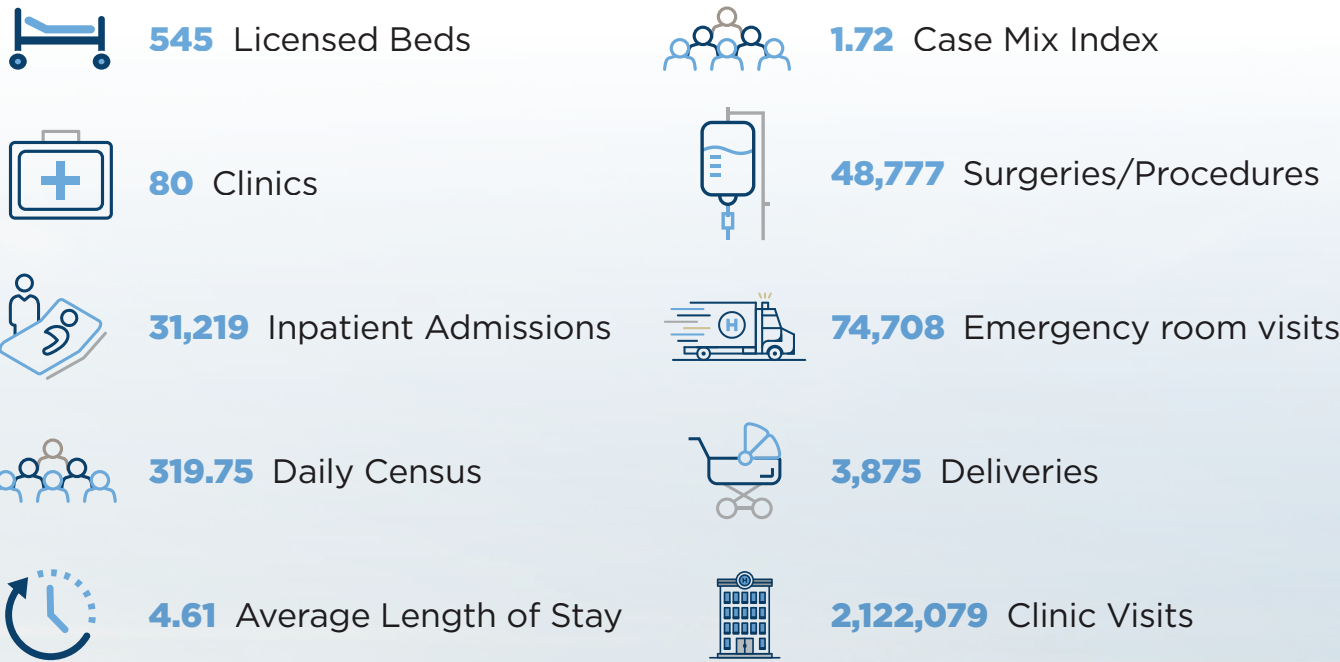 545 Licensed Beds
1.72 Case Mix Index
80 Clinics
48,777 Surgeries/Procedures
31,219 Inpatient Admissions
H
74,708 Emergency room visits
319.75 Daily Census
3,875 Deliveries
4.61 Average Length of Stay
H
2,122,079 Clinic Visits